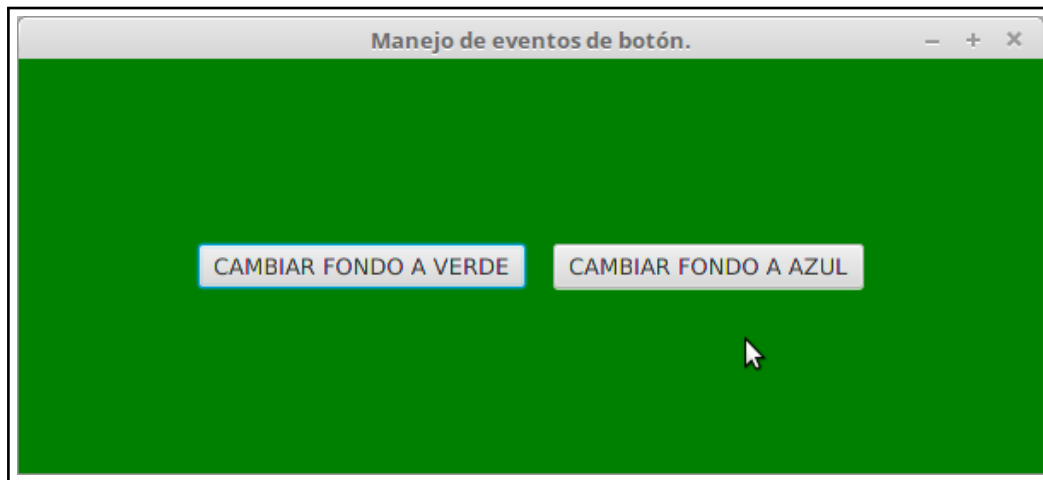 Manejo de eventos de botón.
CAMBIAR FONDO A VERDE
CAMBIAR FONDO A AZUL